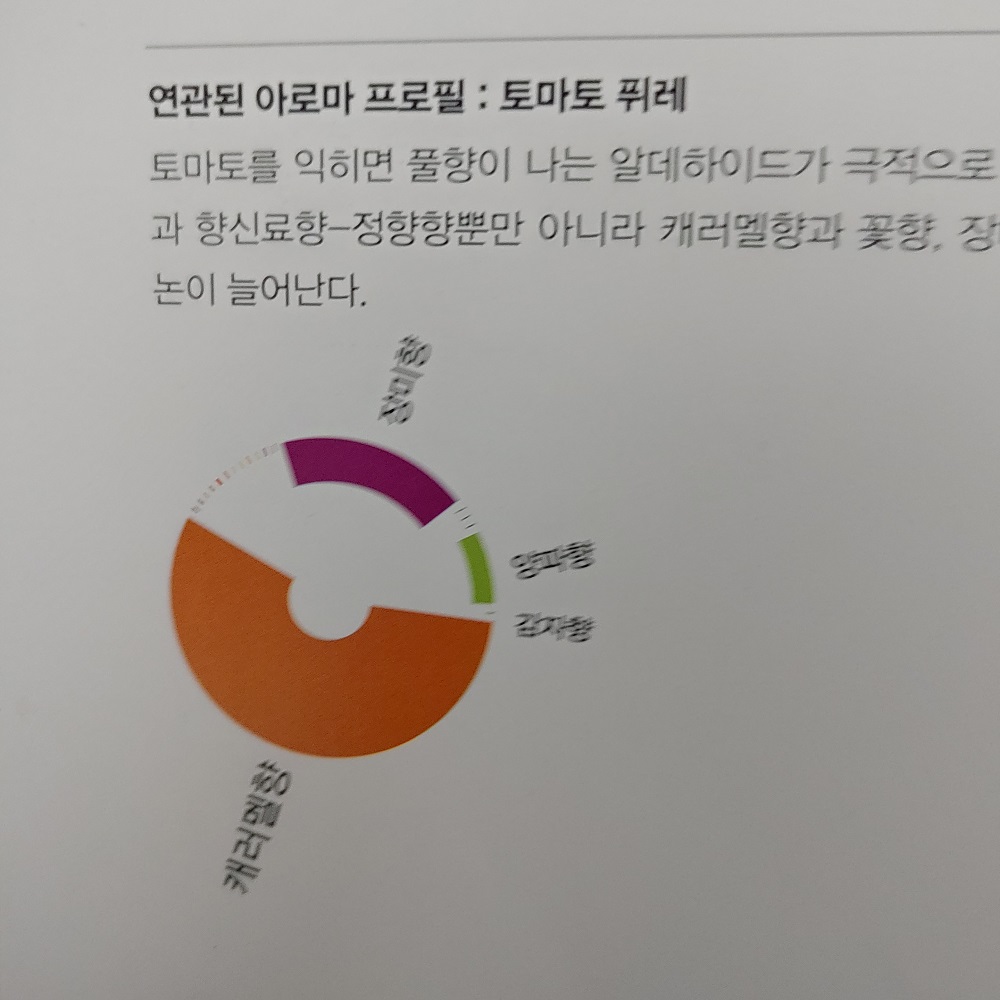 연관된 아로마 프로필 : 토마토 퓌레
토마토를 익히면 풀향이 나는 알데하이드가 극적으로
과 향신료향–정향향뿐만 아니라 캐러멜향과 꽃향, 장
논이 늘어난다.
장미향
양파향
감자향
캐러멜향